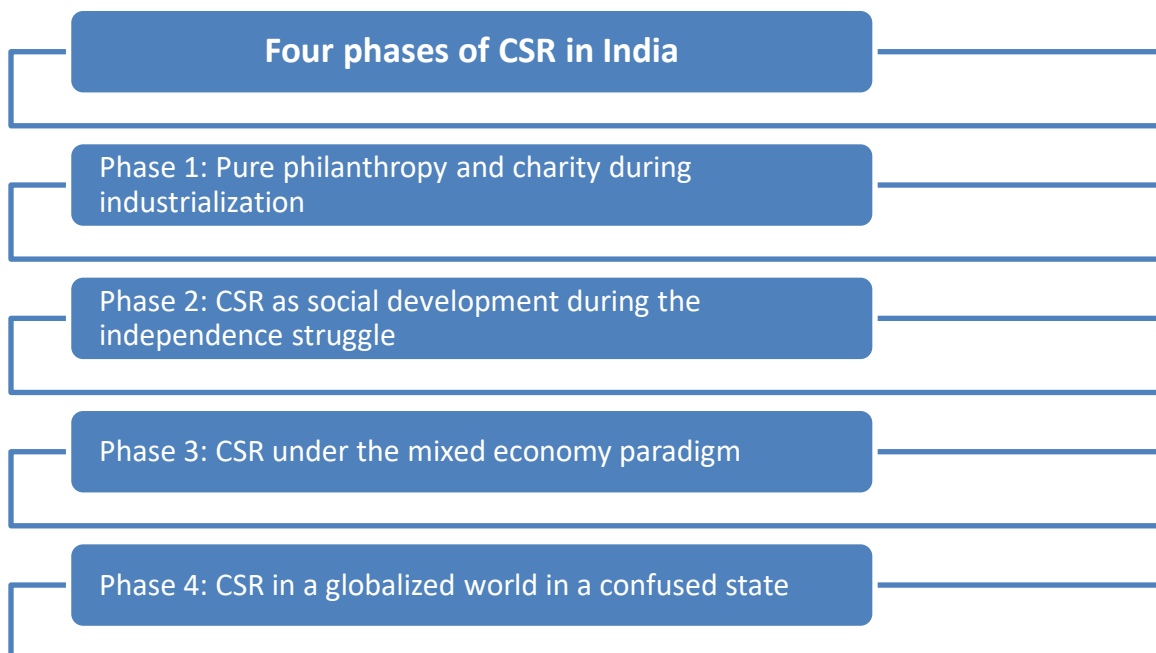 Four phases of CSR in India
Phase 1: Pure philanthropy and charity during
industrialization
Phase 2: CSR as social development during the
independence struggle
Phase 3: CSR under the mixed economy paradigm
Phase 4: CSR in a globalized world in a confused state